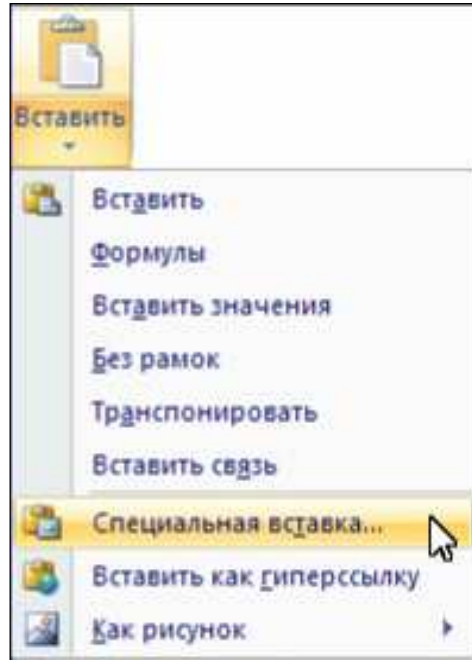 Вставить
Вставить
Формулы
Вставить значения
Без рамок
Транспонировать
Вставить связь
Специальная вставка...
Вставить как гиперссылку
Как рисунок